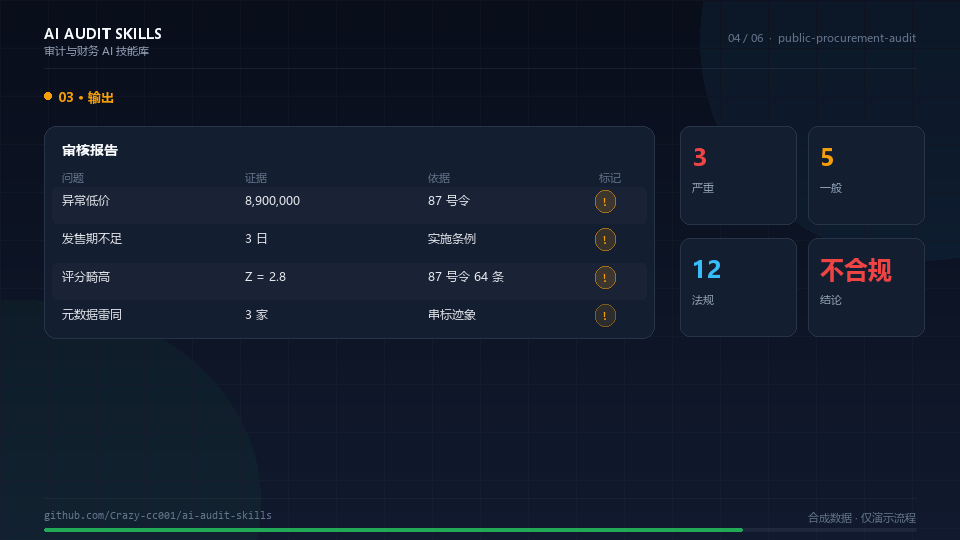 AI AUDIT SKILLS
审计与财务 AI 技能库
04 / 06 · public-procurement-audit
03 • 输出
审核报告
问题 证据 依据 标记
异常低价 8,900,000 87 号令 !
发售期不足 3 日 实施条例 !
评分畸高 Z = 2.8 87 号令 64 条 !
元数据雷同 3 家 串标迹象 !
3
严重
5
一般
12
法规
不合规
结论
github.com/Crazy-cc001/ai-audit-skills
合成数据 · 仅演示流程